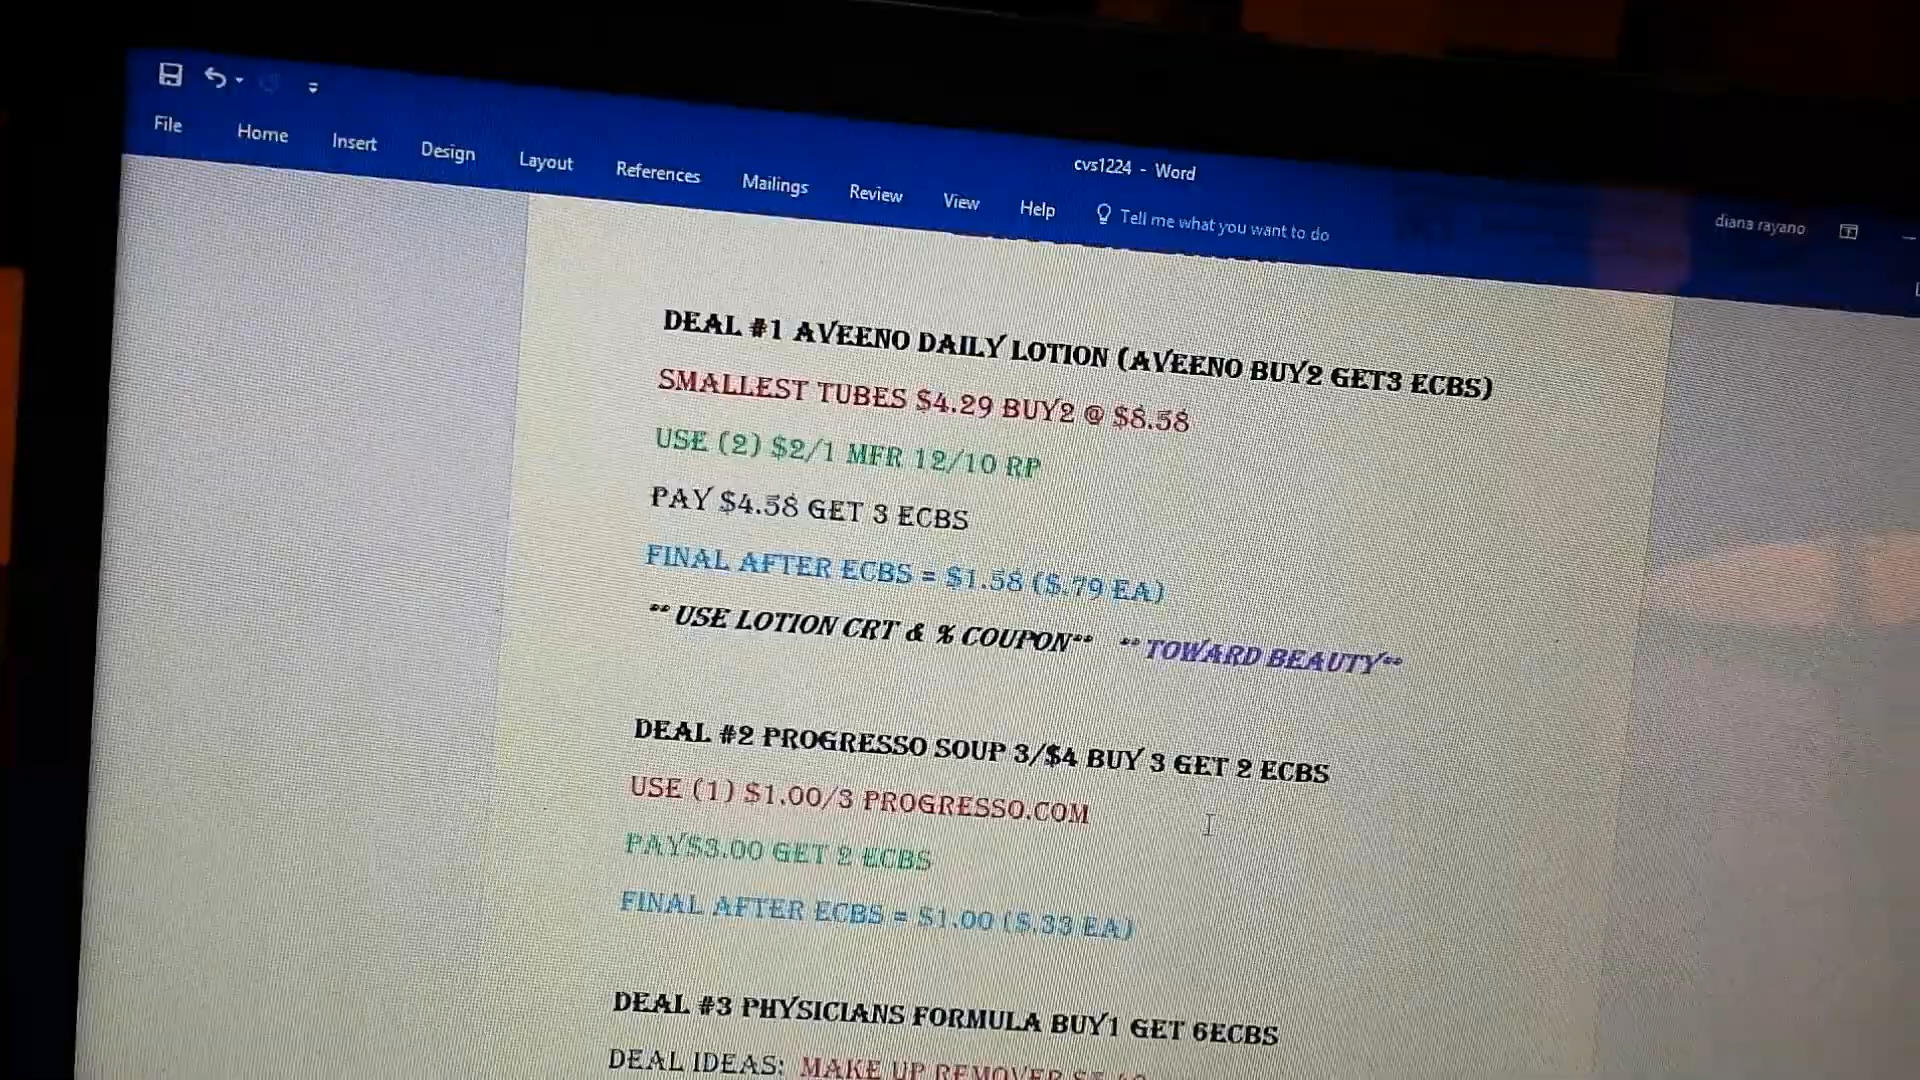 cvs1224 - Word
diana rayano
File Home Insert Design Layout References Mailings Review View Help Tell me what you want to do
DEAL #1 AVEENO DAILY LOTION (AVEENO BUY2 GET3 ECBS)
SMALLEST TUBES $4.29 BUY2 @ $8.58
USE (2) $2/1 MFR 12/10 RP
PAY $4.58 GET 3 ECBS
FINAL AFTER ECBS = $1.58 ($.79 EA)
** USE LOTION CRT & % COUPON** ** TOWARD BEAUTY**
DEAL #2 PROGRESSO SOUP 3/$4 BUY 3 GET 2 ECBS
USE (1) $1.00/3 PROGRESSO.COM
PAY$3.00 GET 2 ECBS
FINAL AFTER ECBS = $1.00 ($.33 EA)
DEAL #3 PHYSICIANS FORMULA BUY1 GET 6ECBS
DEAL IDEAS: MAKE UP REMOVER